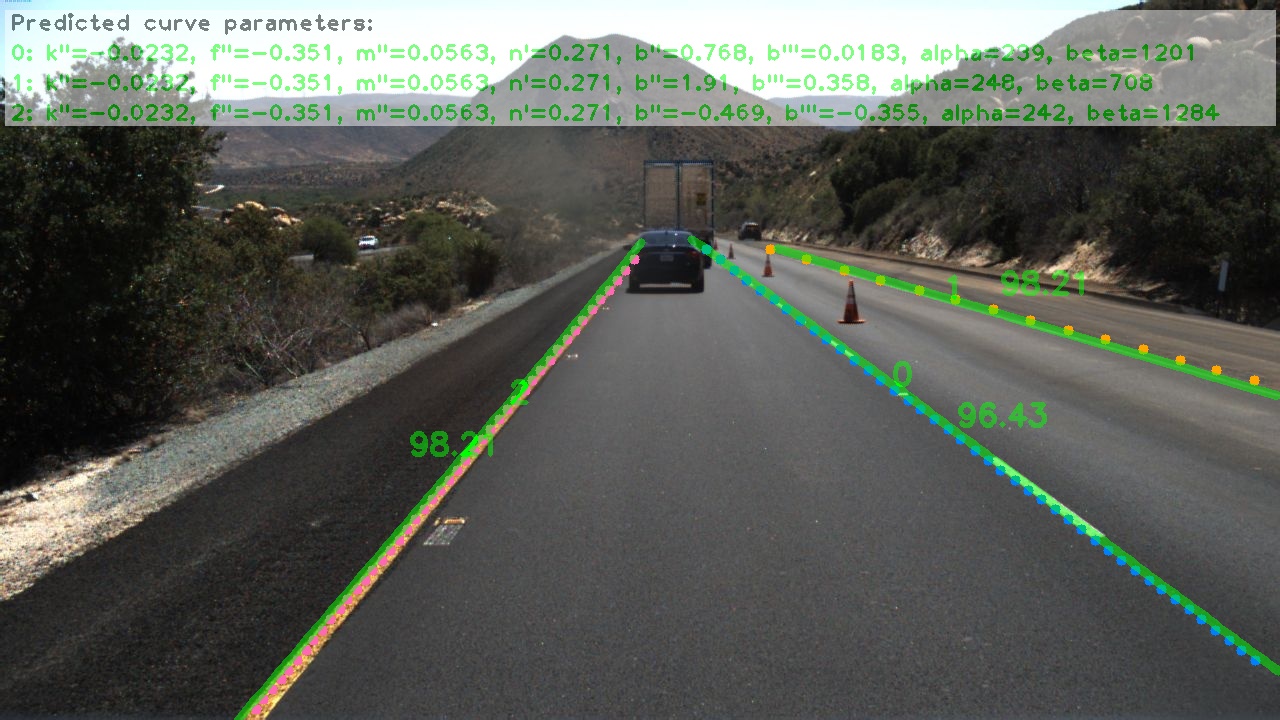 Predicted curve parameters:
0: k''=-0.0232, f''=-0.351, m''=0.0563, n'=0.271, b''=0.768, b'''=0.0183, alpha=239, beta=1201
1: k''=-0.0232, f''=-0.351, m''=0.0563, n'=0.271, b''=1.91, b'''=0.358, alpha=248, beta=708
2: k''=-0.0232, f''=-0.351, m''=0.0563, n'=0.271, b''=-0.469, b'''=-0.355, alpha=242, beta=1284
1 98.21
0
96.43
2
98.21